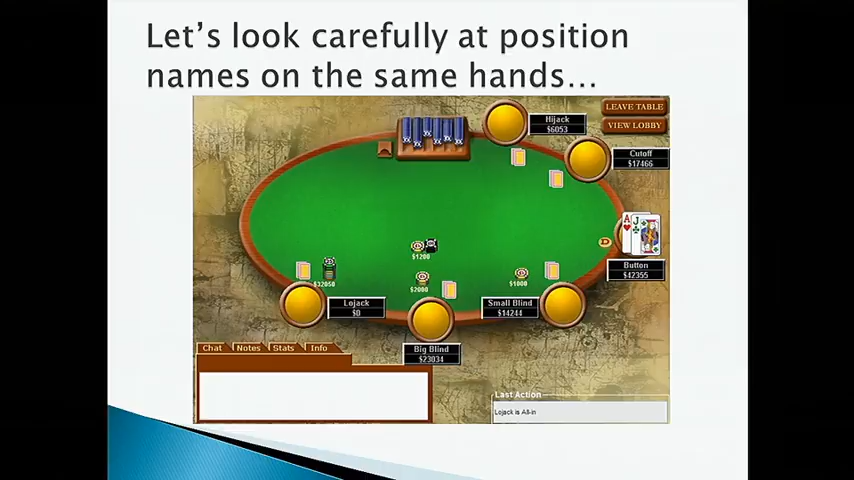 Let's look carefully at position
names on the same hands...
LEAVE TABLE
VIEW LOBBY
Hijack
$6053
Cutoff
$17466
A J
D
Button
$42355
$1200
$32050
$2000
$1000
Lojack
$0
Small Blind
$14244
Big Blind
$23034
Chat Notes Stats Info
Last Action
Lojack is All-in